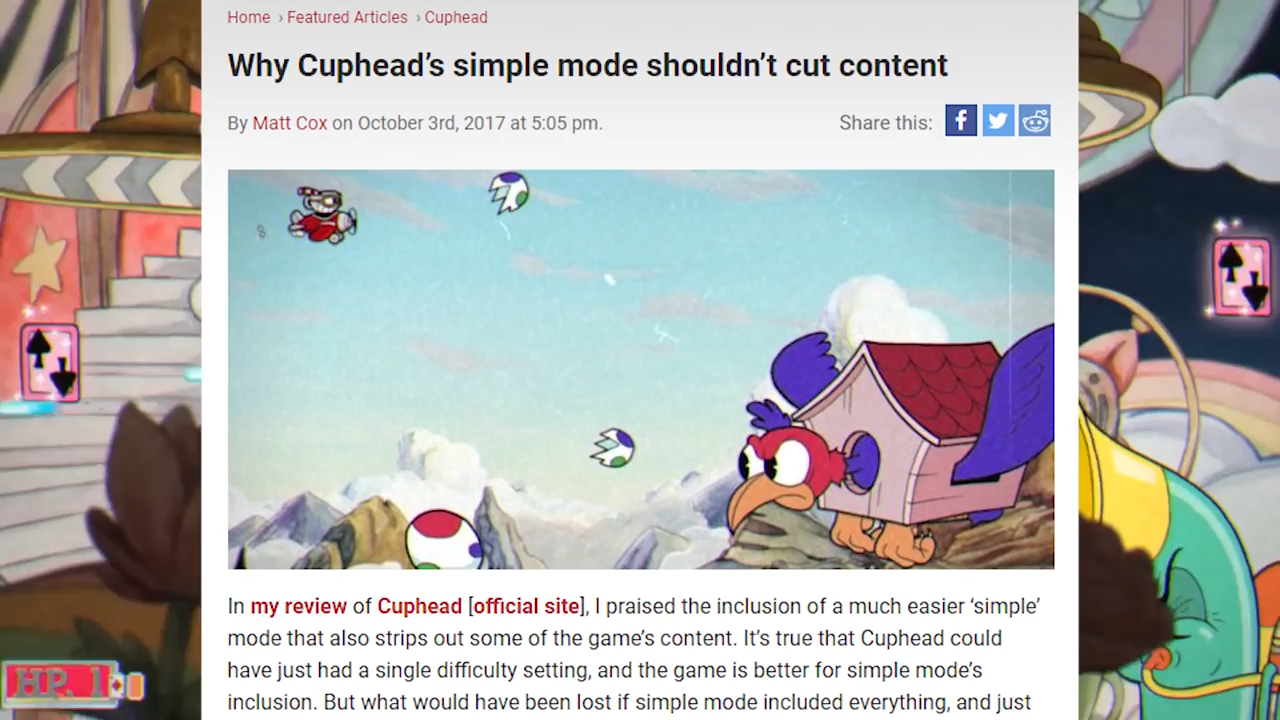 Home › Featured Articles › Cuphead
Why Cuphead’s simple mode shouldn’t cut content
By Matt Cox on October 3rd, 2017 at 5:05 pm.
Share this:
In my review of Cuphead [official site], I praised the inclusion of a much easier ‘simple’
mode that also strips out some of the game’s content. It’s true that Cuphead could
have just had a single difficulty setting, and the game is better for simple mode’s
inclusion. But what would have been lost if simple mode included everything, and just
HP. 1